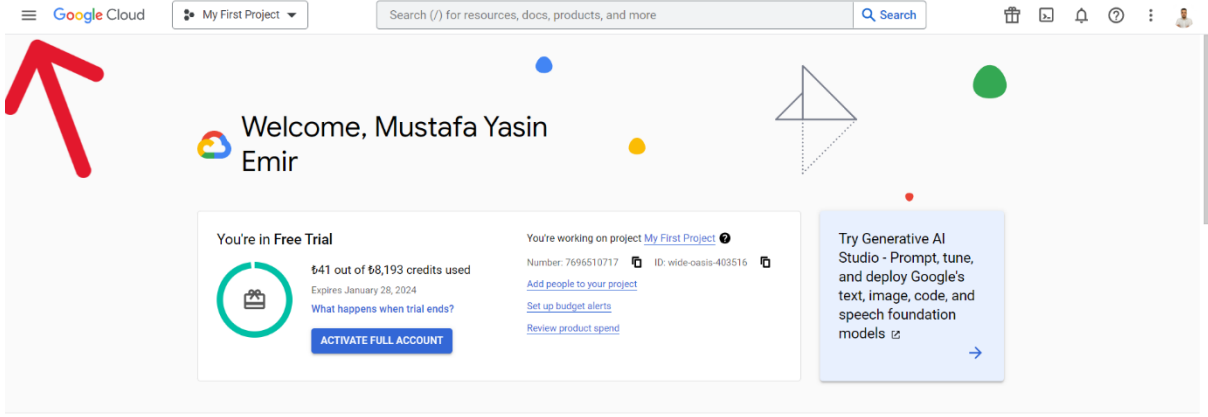 Google Cloud
My First Project
Search (/) for resources, docs, products, and more
Search
Welcome, Mustafa Yasin
Emir
You're in Free Trial
₺41 out of ₺8,193 credits used
Expires January 28, 2024
What happens when trial ends?
ACTIVATE FULL ACCOUNT
You're working on project My First Project
Number: 7696510717
ID: wide-oasis-403516
Add people to your project
Set up budget alerts
Review product spend
Try Generative AI
Studio - Prompt, tune,
and deploy Google's
text, image, code, and
speech foundation
models